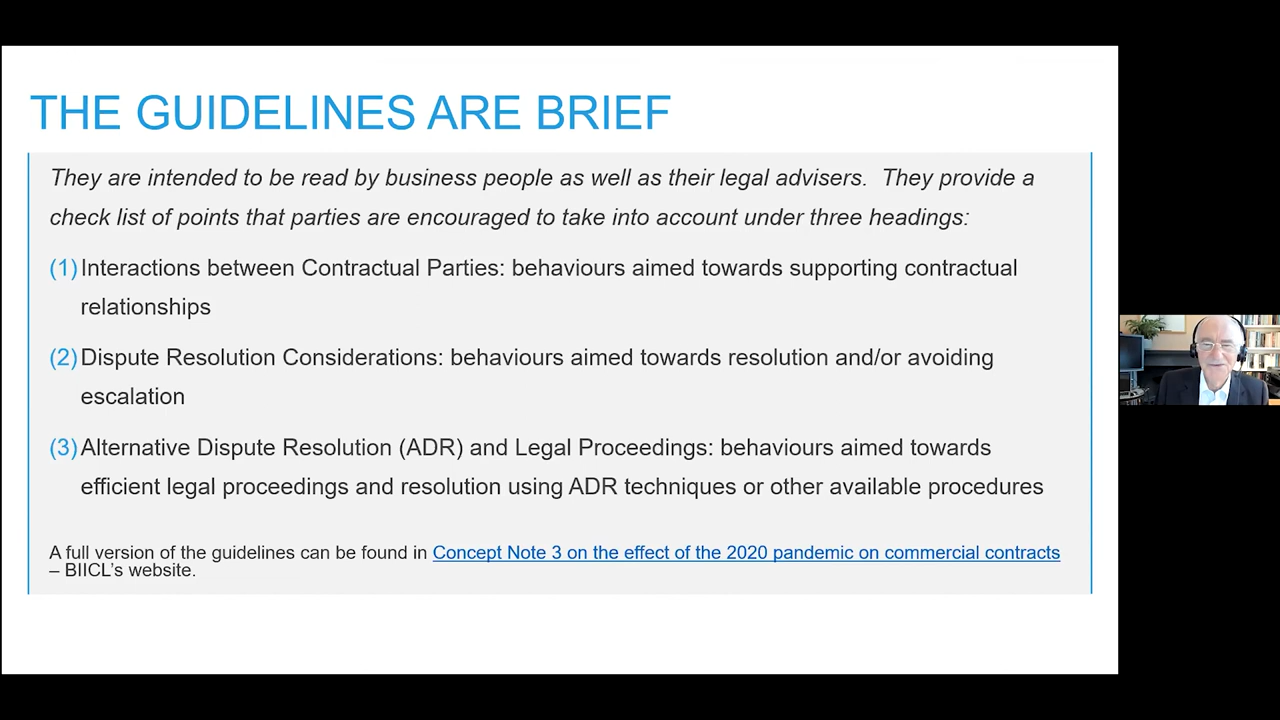 THE GUIDELINES ARE BRIEF
They are intended to be read by business people as well as their legal advisers.  They provide a
check list of points that parties are encouraged to take into account under three headings:
(1) Interactions between Contractual Parties: behaviours aimed towards supporting contractual
relationships
(2) Dispute Resolution Considerations: behaviours aimed towards resolution and/or avoiding
escalation
(3) Alternative Dispute Resolution (ADR) and Legal Proceedings: behaviours aimed towards
efficient legal proceedings and resolution using ADR techniques or other available procedures
A full version of the guidelines can be found in Concept Note 3 on the effect of the 2020 pandemic on commercial contracts
– BIICL's website.